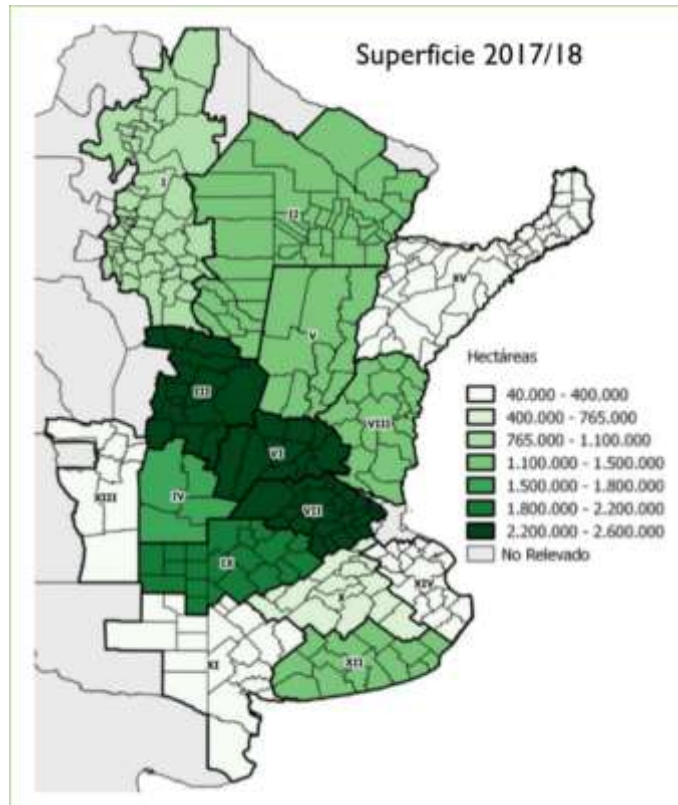 Superficie 2017/18
I
II
XV
V
Hectáreas
40.000 - 400.000
III
400.000 - 765.000
VIII
765.000 - 1.100.000
VI
1.100.000 - 1.500.000
XIII
IV
1.500.000 - 1.800.000
VII
1.800.000 - 2.200.000
2.200.000 - 2.600.000
No Relevado
IX
XIV
X
XI
XII